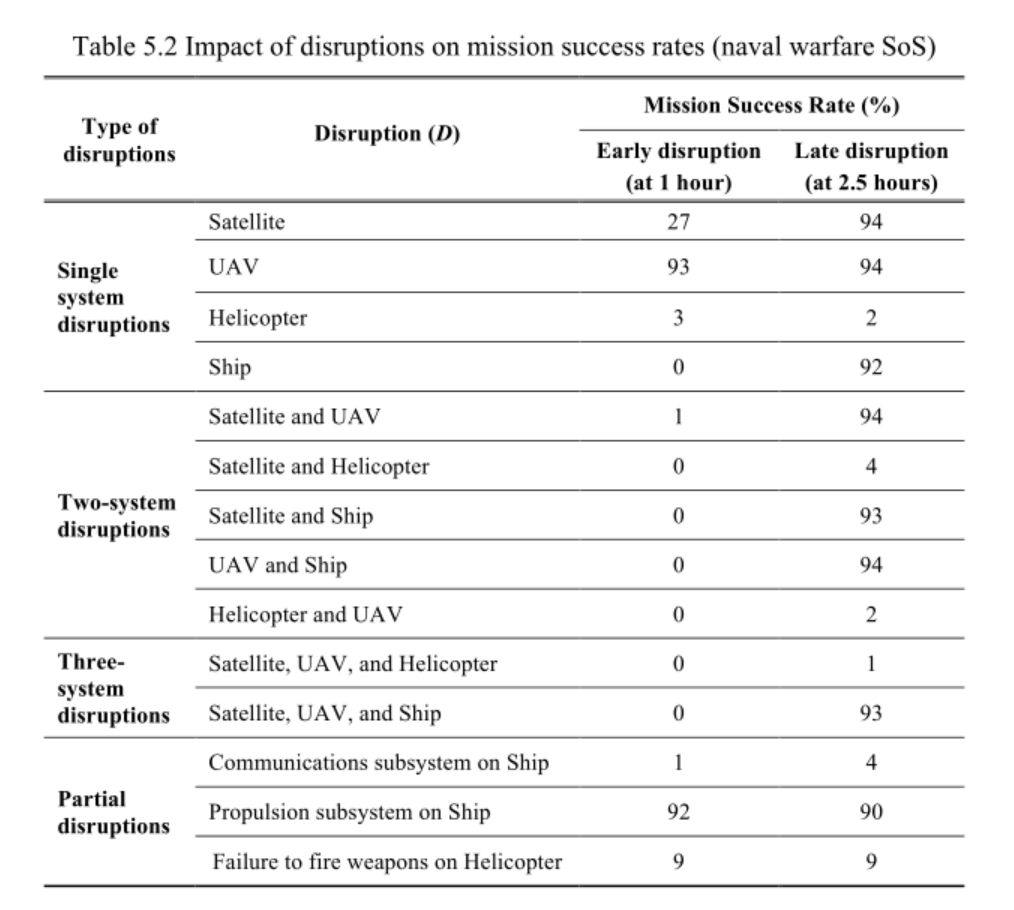 Table 5.2 Impact of disruptions on mission success rates (naval warfare SoS)
Type of
disruptions
Disruption (D)
Mission Success Rate (%)
Early disruption
(at 1 hour)
Late disruption
(at 2.5 hours)
Single
system
disruptions
Satellite 27 94
UAV 93 94
Helicopter 3 2
Ship 0 92
Two-system
disruptions
Satellite and UAV 1 94
Satellite and Helicopter 0 4
Satellite and Ship 0 93
UAV and Ship 0 94
Helicopter and UAV 0 2
Three-
system
disruptions
Satellite, UAV, and Helicopter 0 1
Satellite, UAV, and Ship 0 93
Partial
disruptions
Communications subsystem on Ship 1 4
Propulsion subsystem on Ship 92 90
Failure to fire weapons on Helicopter 9 9